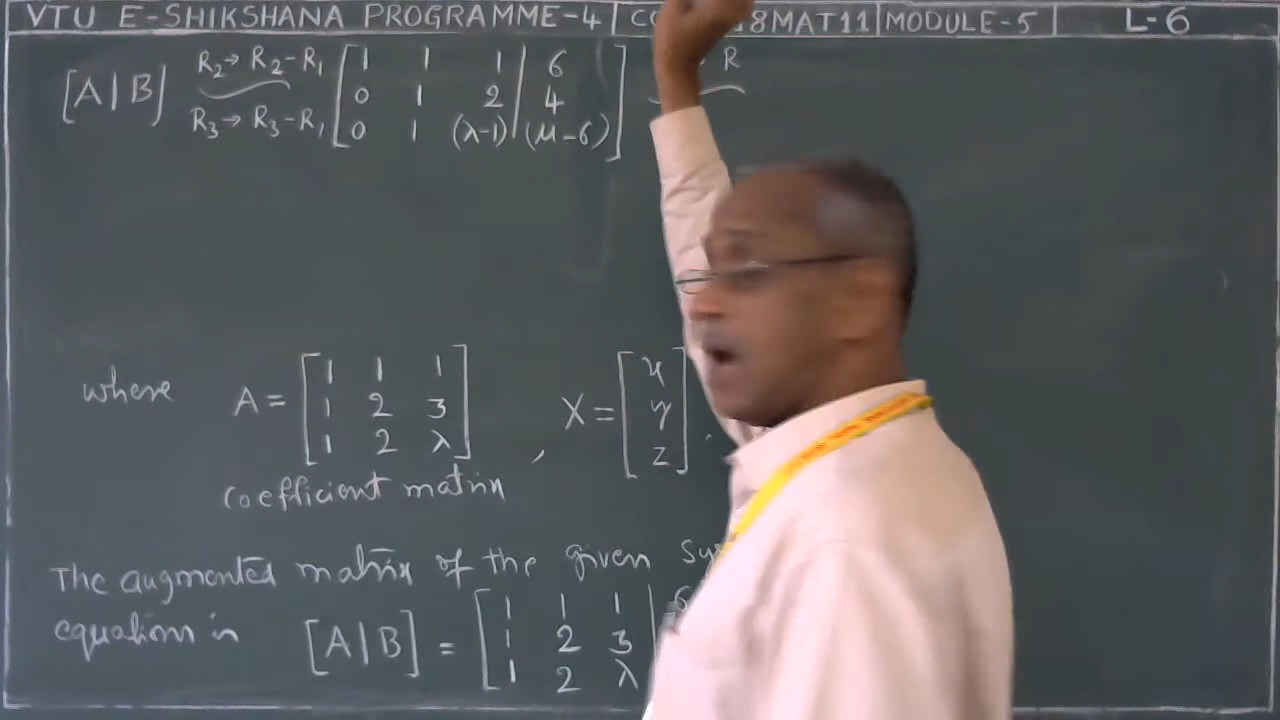 VTU E-SHIKSHANA PROGRAMME-4 | CO 8MAT11 | MODULE-5 | L-6
[A|B] R2→ R2-R1 [1 1 1 | 6] R
R3→ R3-R1 [0 1 2 | 4]
[0 1 (λ-1) | (μ-6)]
where A = [1 1 1] , X = [x]
[1 2 3] [y]
[1 2 λ] [z]
coefficient matrix
The augmented matrix of the given
equation is [A|B] = [1 1 1 | 6
[1 2 3 |
[1 2 λ |